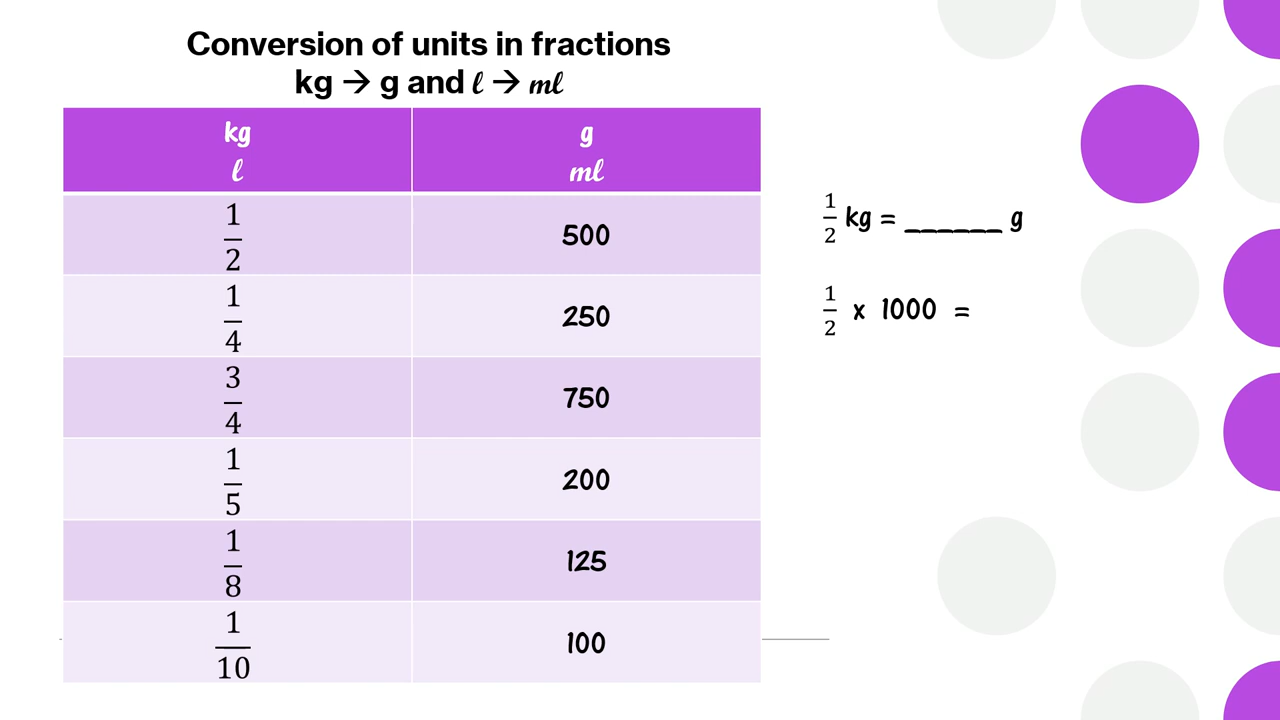 Conversion of units in fractions
kg → g and ℓ → mℓ
kg g
ℓ mℓ
1/2 500
1/4 250
3/4 750
1/5 200
1/8 125
1/10 100
1/2 kg = ______ g
1/2 x 1000 =